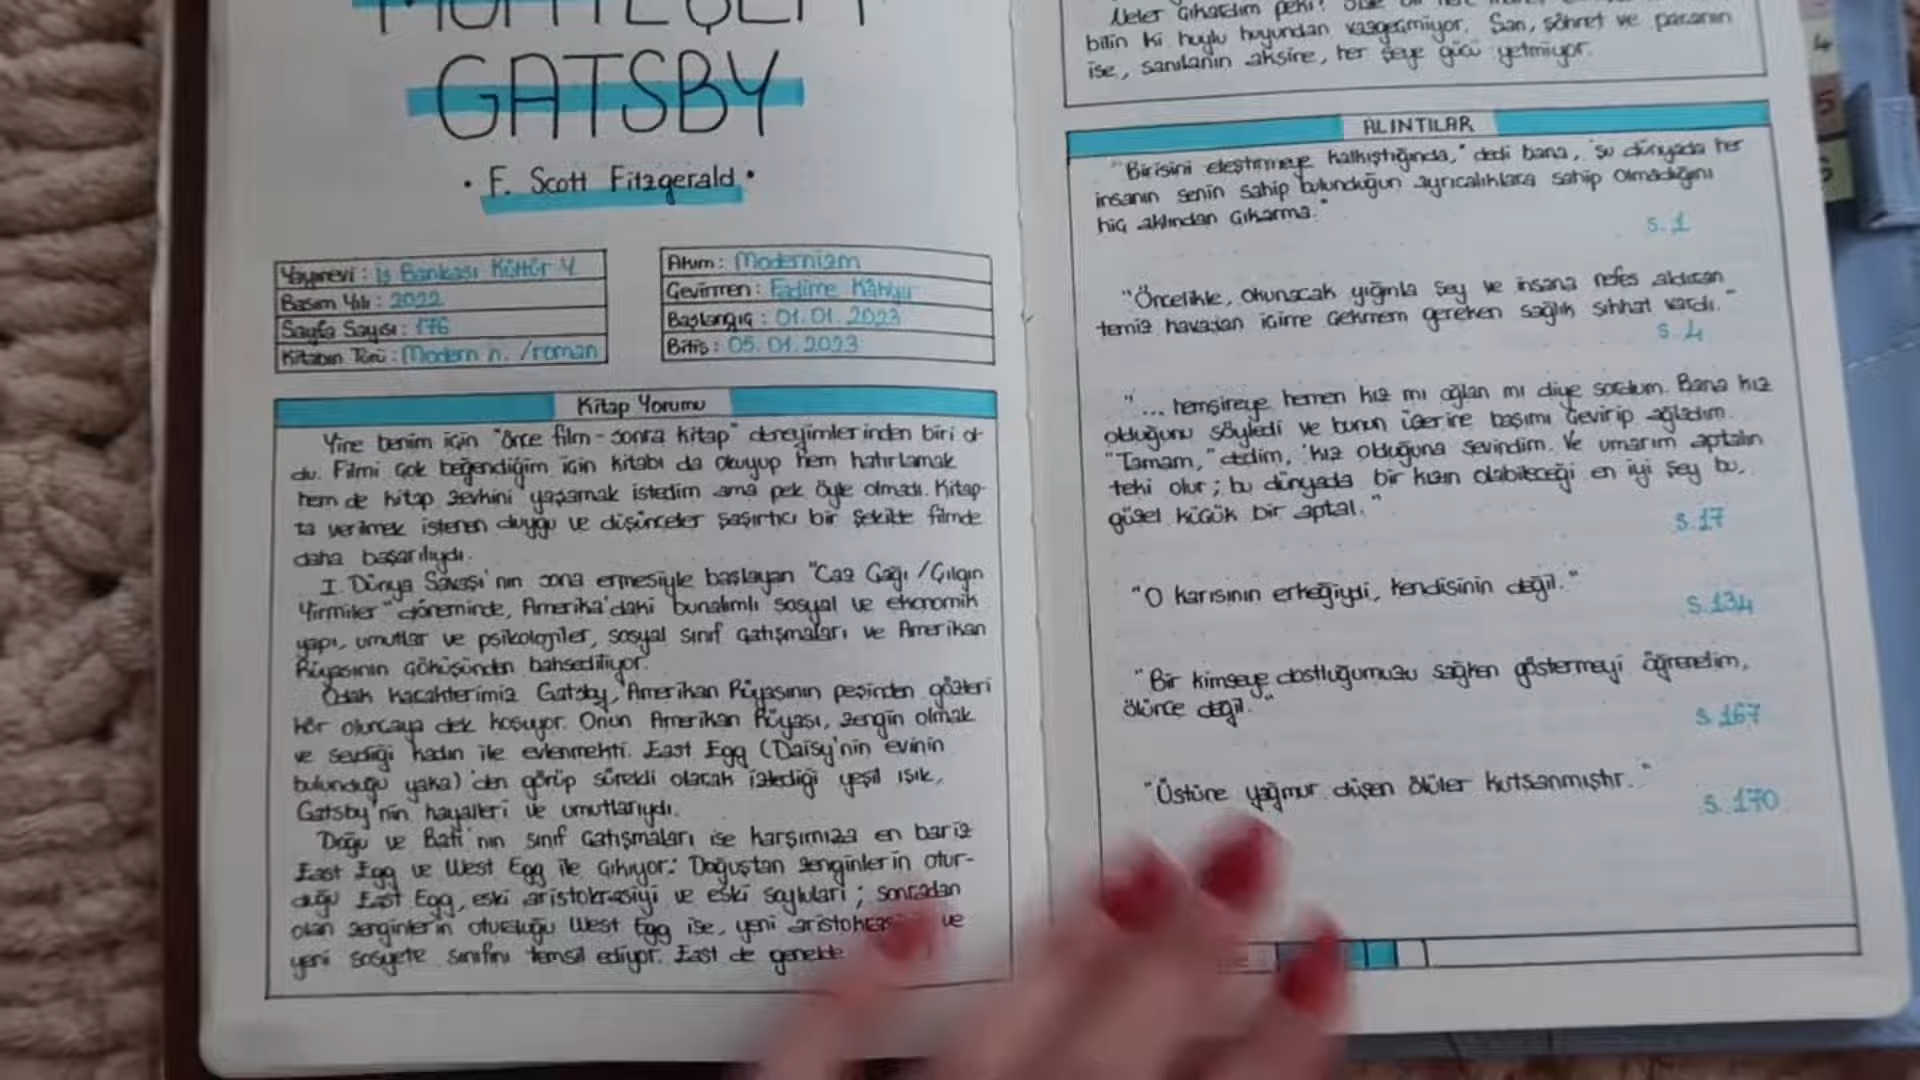 MUHTEŞEM
GATSBY
• F. Scott Fitzgerald •
Yayınevi : İş Bankası Kültür Y.
Basım Yılı : 2022
Sayfa Sayısı : 176
Kitabın Türü : Modern n. /roman
Akım : Modernizm
Çeviren : Fadime Kâhya
Başlangıç : 01.01.2023
Bitiş : 05.01.2023
Kitap Yorumu
Yine benim için "önce film - sonra kitap" deneyimlerinden biri ol-
du. Filmi çok beğendiğim için kitabı da okuyup hem hatırlamak
hem de kitap zevkini yaşamak istedim ama pek öyle olmadı. Kitap-
ta verilmek istenen duygu ve düşünceler şaşırtıcı bir şekilde filmde
daha başarılıydı.
I. Dünya Savaşı'nın sona ermesiyle başlayan "Caz Çağı / Çılgın
Yirmiler" döneminde, Amerika'daki bunalımlı sosyal ve ekonomik
yapı, umutlar ve psikolojiler, sosyal sınıf çatışmaları ve Amerikan
Rüyasının çöküşünden bahsediliyor.
Odak karakterimiz Gatsby, Amerikan Rüyasının peşinden gözleri
kör oluncaya dek koşuyor. Onun Amerikan Rüyası, zengin olmak
ve sevdiği kadın ile evlenmekti. East Egg (Daisy'nin evinin
bulunduğu yaka)'den görüp sürekli olarak izlediği yeşil ışık,
Gatsby'nin hayalleri ve umutlarıydı.
Doğu ve Batı'nın sınıf çatışmaları ise karşımıza en bariz
East Egg ve West Egg ile çıkıyor: Doğuştan zenginlerin otur-
duğu East Egg, eski aristokrasiyi ve eski soyluları ; sonradan
olan zenginlerin oturduğu West Egg ise, yeni ve
yeni sosyete sınıfını temsil ediyor. East de genelde
Neler çıkardım peki?
bilin ki huylu huyundan vazgeçmiyor. Şan, şöhret ve paranın
ise, sanılanın aksine, her şeye gücü yetmiyor.
ALINTILAR
"Birisini eleştirmeye kalkıştığında," dedi bana, 'şu dünyada her
insanın senin sahip bulunduğun ayrıcalıklara sahip olmadığını
hiç aklından çıkarma."
s. 1
"Öncelikle, okunacak yığınla şey ve insana nefes aldıran
temiz havadan içime çekmem gereken sağlık sıhhat vardı."
s. 4
"... hemşireye hemen kız mı oğlan mı diye sordum. Bana kız
olduğunu söyledi ve bunun üzerine başımı çevirip ağladım.
"Tamam," dedim, 'kız olduğuna sevindim. Ve umarım aptalın
teki olur ; bu dünyada bir kızın olabileceği en iyi şey bu,
güzel küçük bir aptal."
s. 17
"O karısının erkeğiydi, kendisinin değil."
s. 134
"Bir kimseye dostluğumuzu sağken göstermeyi öğrenelim,
ölünce değil."
s. 167
"Üstüne yağmur düşen ölüler kutsanmıştır."
s. 170